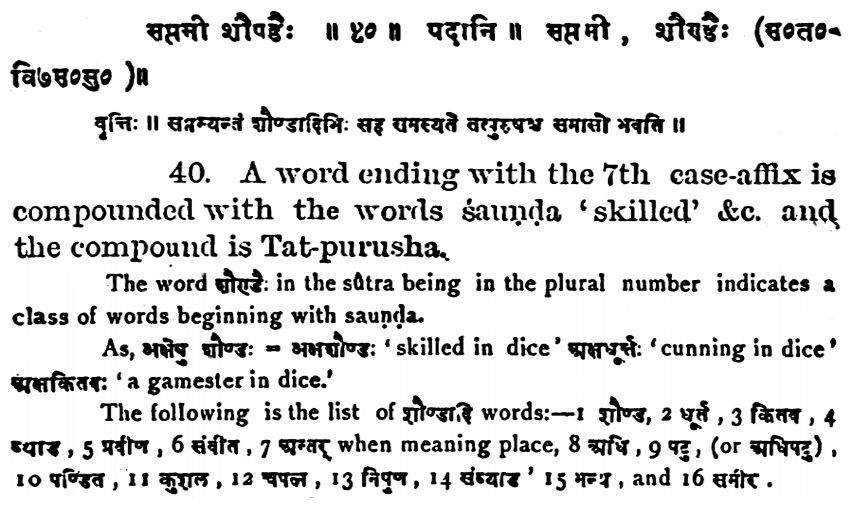 सप्तमी शौण्डैः ॥ ४० ॥ पदानि ॥ सप्तमी , शौण्डैः (स०त०-
वि७स०सु० )॥
वृत्तिः ॥ सप्तम्यन्तं शौण्डादिभिः सह समस्यते तत्पुरुषश्च समासो भवति ॥
40. A word ending with the 7th case-affix is
compounded with the words śaunḍa 'skilled' &c. and
the compound is Tat-purusha.
The word शौण्डैः in the sûtra being in the plural number indicates a
class of words beginning with saunḍa.
As, अक्षेषु शौण्डः = अक्षशौण्डः 'skilled in dice' अक्षधूर्त्तः 'cunning in dice'
अक्षकितवः 'a gamester in dice.'
The following is the list of शौण्डादि words:—1 शौण्ड, 2 धूर्त, 3 कितव, 4
व्याड, 5 प्रवीण, 6 संवीत, 7 अन्तर् when meaning place, 8 अधि, 9 पटु, (or अधिपटु),
10 पण्डित, 11 कुशल, 12 चपल, 13 निपुण, 14 संव्याड ' 15 मन्थ, and 16 समीर.